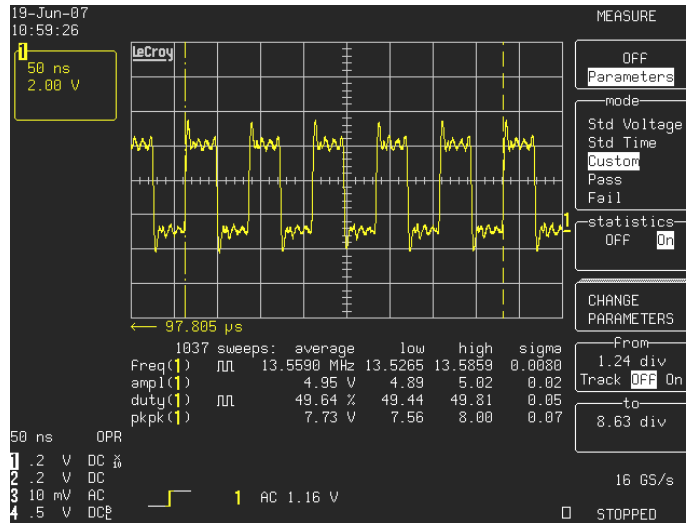 19-Jun-07
10:59:26
1
50 ns
2.00 V
LeCroy
1
← 97.805 µs
1037 sweeps: average low high sigma
Freq(1) 13.5590 MHz 13.5265 13.5859 0.0080
ampl(1) 4.95 V 4.89 5.02 0.02
duty(1) 49.64 % 49.44 49.81 0.05
pkpk(1) 7.73 V 7.56 8.00 0.07
50 ns OPR
1 .2 V DC X10
2 .2 V DC
3 10 mV AC
4 .5 V DC
1 AC 1.16 V
MEASURE
OFF
Parameters
mode
Std Voltage
Std Time
Custom
Pass
Fail
statistics
OFF On
CHANGE
PARAMETERS
From
1.24 div
Track OFF On
to
8.63 div
16 GS/s
STOPPED